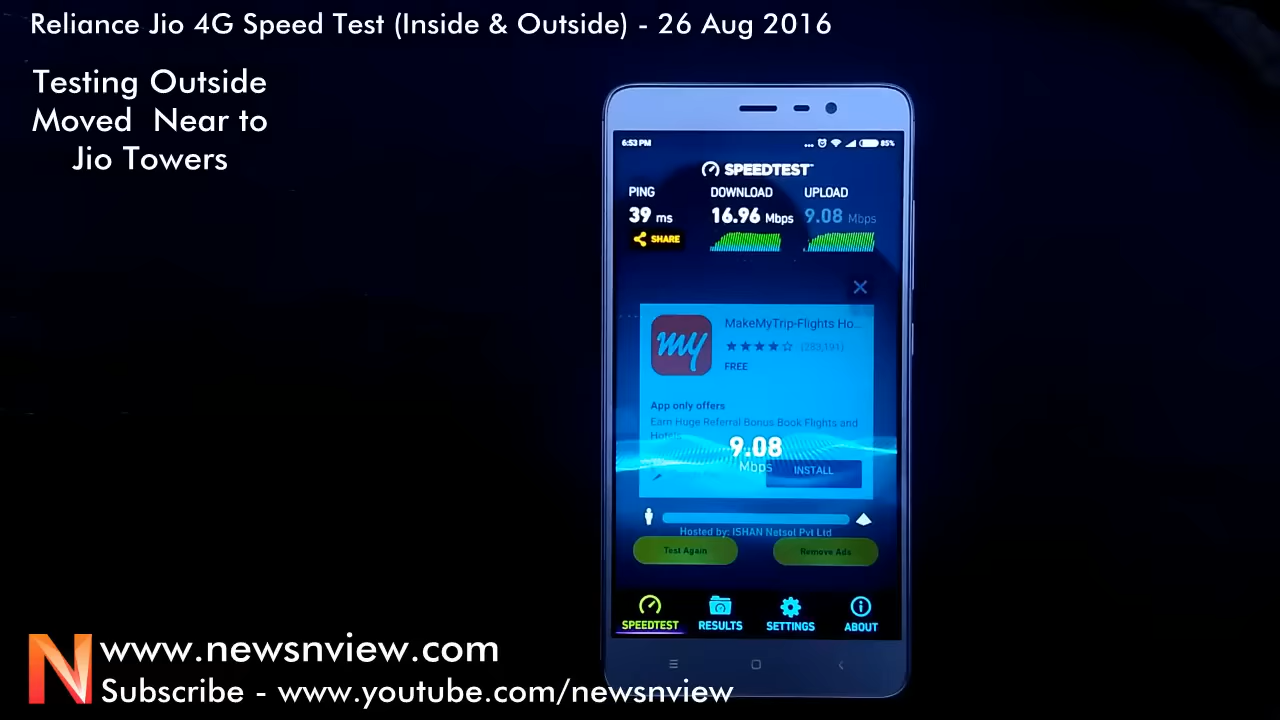 Reliance Jio 4G Speed Test (Inside & Outside) - 26 Aug 2016
Testing Outside
Moved Near to
Jio Towers
6:53 PM
85%
SPEEDTEST
PING DOWNLOAD UPLOAD
39 ms 16.96 Mbps 9.08 Mbps
SHARE
MakeMyTrip-Flights Ho...
my
(283,191)
FREE
App only offers
Earn Huge Referral Bonus Book Flights and
Hotels
9.08
Mbps
INSTALL
Hosted by: ISHAN Netsol Pvt Ltd
Test Again Remove Ads
SPEEDTEST RESULTS SETTINGS ABOUT
N www.newsnview.com
Subscribe - www.youtube.com/newsnview